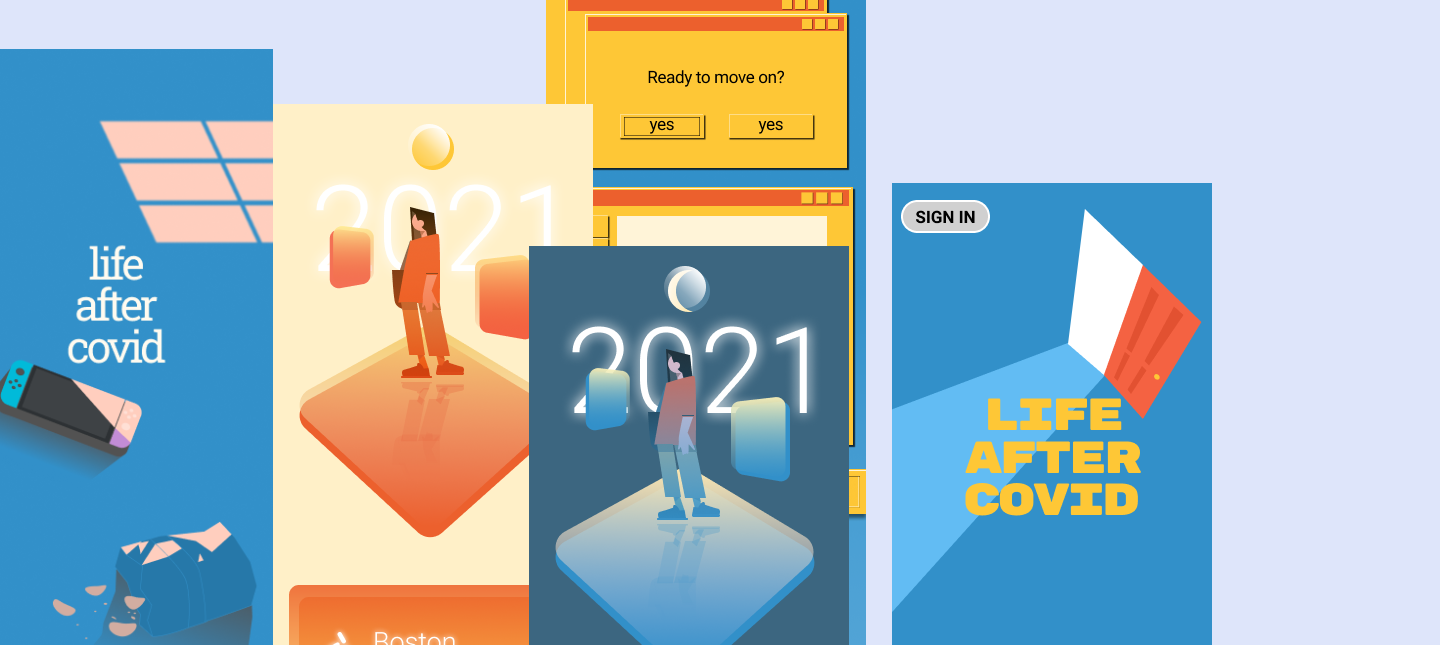 life
after
covid
2021
Boston
Ready to move on?
yes yes
2021
SIGN IN
LIFE
AFTER
COVID